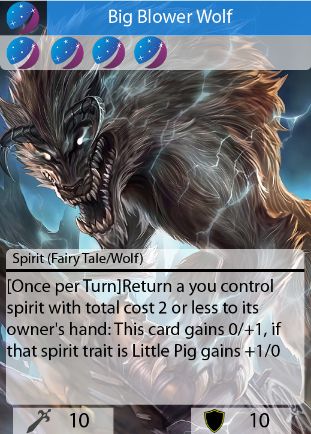 Big Blower Wolf
Spirit (Fairy Tale/Wolf)
[Once per Turn]Return a you control
spirit with total cost 2 or less to its
owner's hand: This card gains 0/+1, if
that spirit trait is Little Pig gains +1/0
10 10